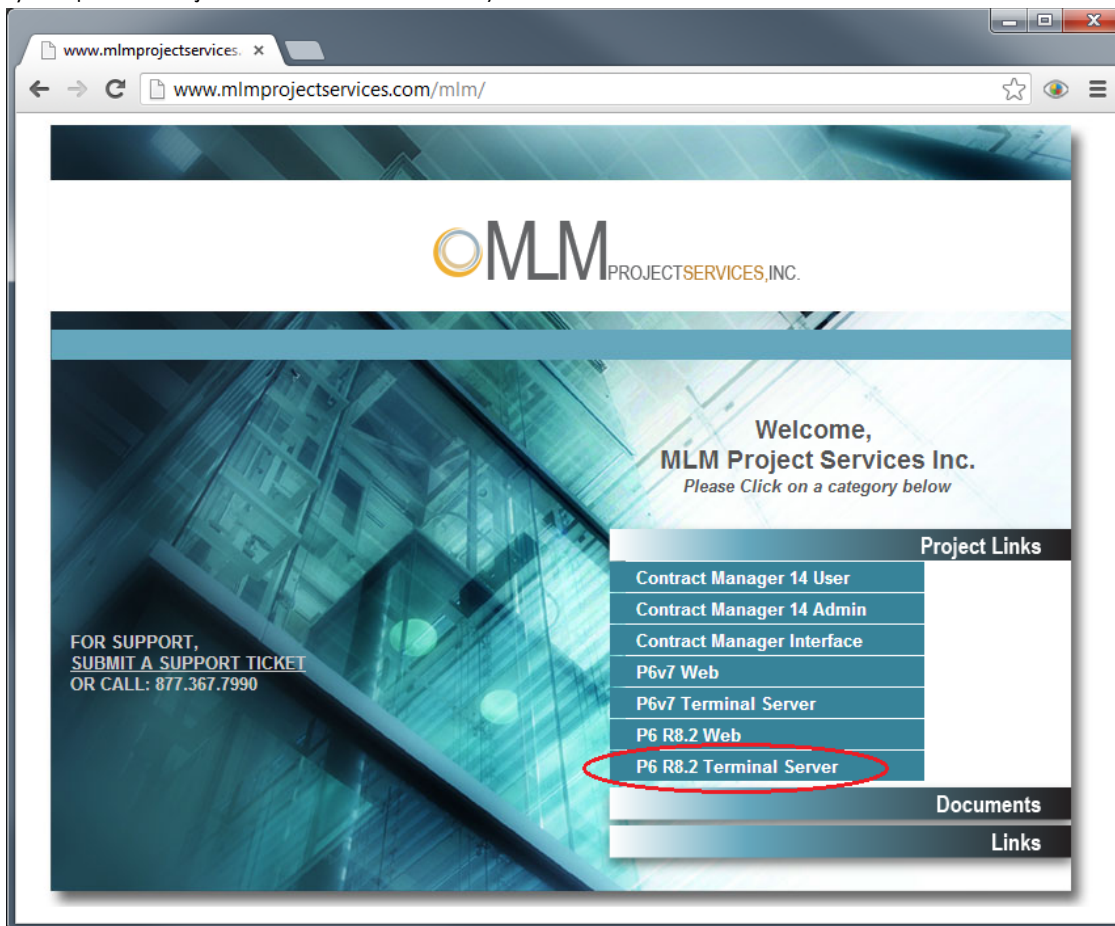 www.mlmprojectservices.
www.mlmprojectservices.com/mlm/
MLM PROJECTSERVICES,INC.
Welcome,
MLM Project Services Inc.
Please Click on a category below
Project Links
Contract Manager 14 User
Contract Manager 14 Admin
Contract Manager Interface
P6v7 Web
P6v7 Terminal Server
P6 R8.2 Web
P6 R8.2 Terminal Server
FOR SUPPORT,
SUBMIT A SUPPORT TICKET
OR CALL: 877.367.7990
Documents
Links